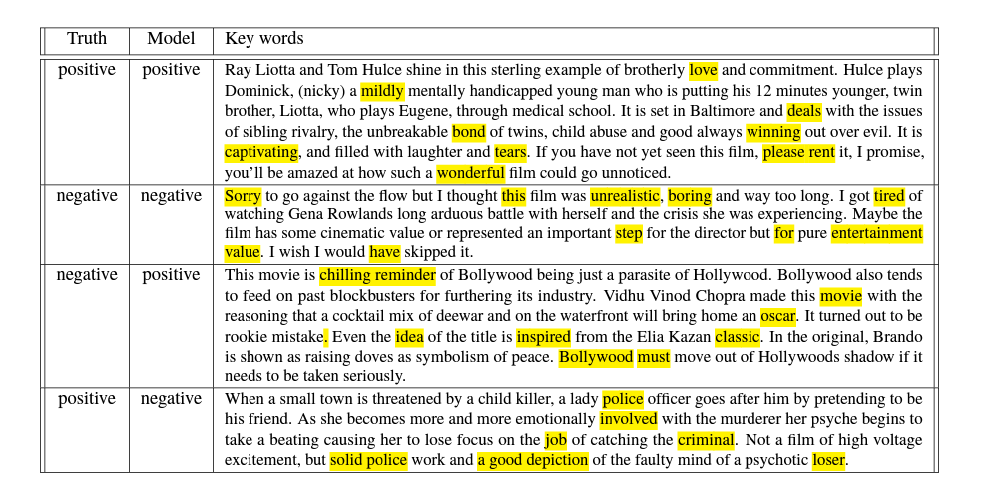 Truth Model Key words
positive positive Ray Liotta and Tom Hulce shine in this sterling example of brotherly love and commitment. Hulce plays
Dominick, (nicky) a mildly mentally handicapped young man who is putting his 12 minutes younger, twin
brother, Liotta, who plays Eugene, through medical school. It is set in Baltimore and deals with the issues
of sibling rivalry, the unbreakable bond of twins, child abuse and good always winning out over evil. It is
captivating, and filled with laughter and tears. If you have not yet seen this film, please rent it, I promise,
you'll be amazed at how such a wonderful film could go unnoticed.
negative negative Sorry to go against the flow but I thought this film was unrealistic, boring and way too long. I got tired of
watching Gena Rowlands long arduous battle with herself and the crisis she was experiencing. Maybe the
film has some cinematic value or represented an important step for the director but for pure entertainment
value. I wish I would have skipped it.
negative positive This movie is chilling reminder of Bollywood being just a parasite of Hollywood. Bollywood also tends
to feed on past blockbusters for furthering its industry. Vidhu Vinod Chopra made this movie with the
reasoning that a cocktail mix of deewar and on the waterfront will bring home an oscar. It turned out to be
rookie mistake. Even the idea of the title is inspired from the Elia Kazan classic. In the original, Brando
is shown as raising doves as symbolism of peace. Bollywood must move out of Hollywoods shadow if it
needs to be taken seriously.
positive negative When a small town is threatened by a child killer, a lady police officer goes after him by pretending to be
his friend. As she becomes more and more emotionally involved with the murderer her psyche begins to
take a beating causing her to lose focus on the job of catching the criminal. Not a film of high voltage
excitement, but solid police work and a good depiction of the faulty mind of a psychotic loser.